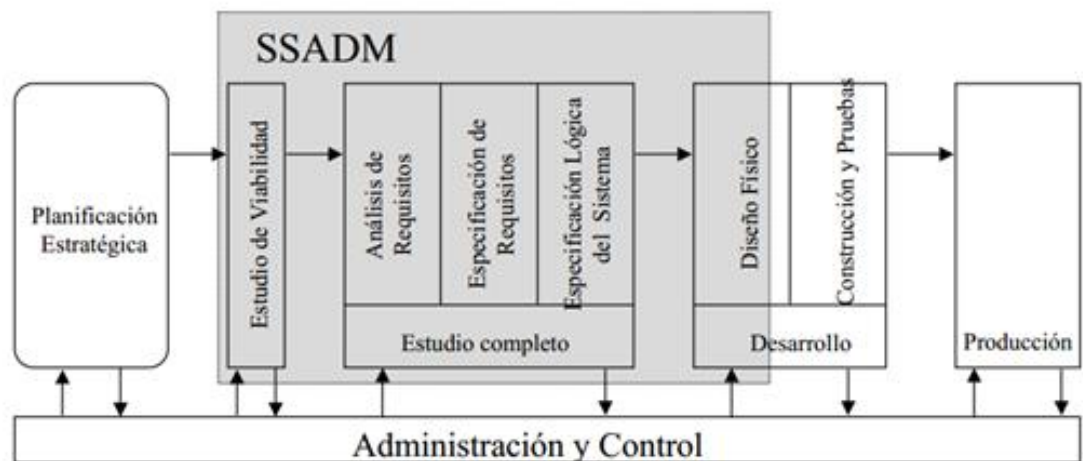 SSADM
Planificación
Estratégica
Estudio de Viabilidad
Análisis de
Requisitos
Especificación de
Requisitos
Especificación Lógica
del Sistema
Estudio completo
Diseño Físico
Construcción y Pruebas
Desarrollo
Producción
Administración y Control